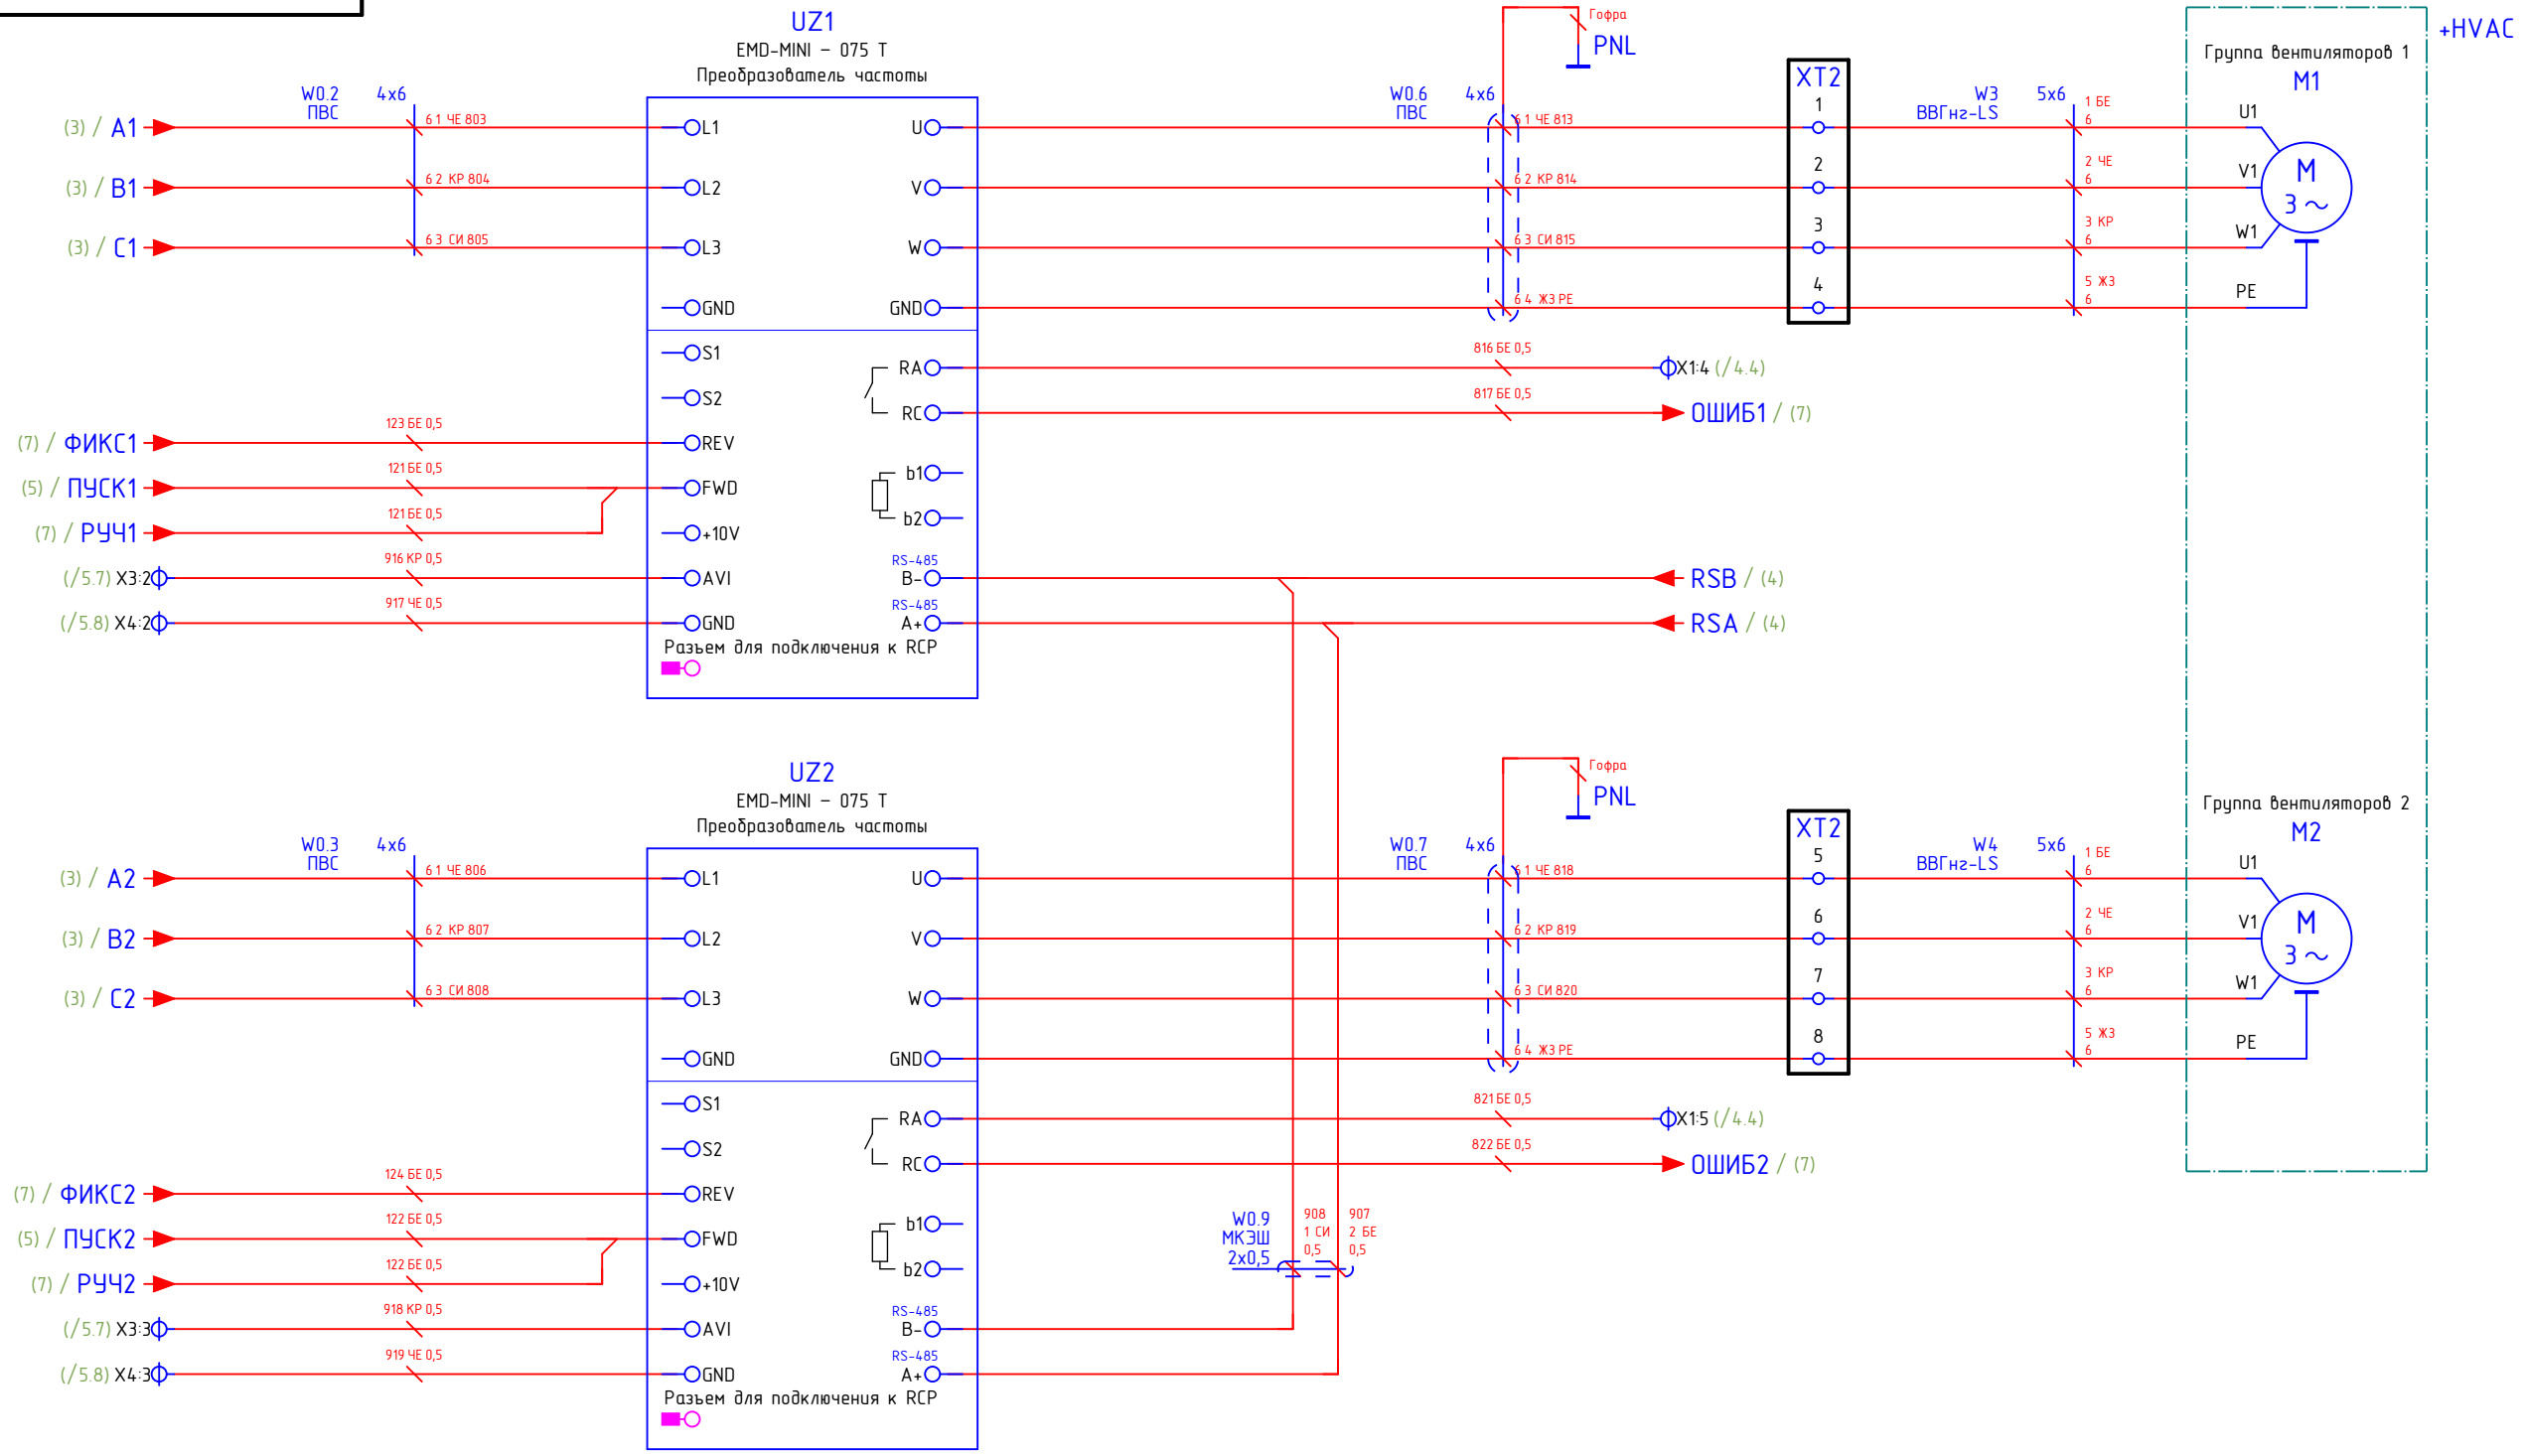 UZ1
EMD-MINI - 075 T
Преобразователь частоты
Гофра
PNL
+HVAC
Группа вентиляторов 1
M1
W0.2
ПВС
4x6
W0.6
ПВС
4x6
XT2
W3
ВВГнг-LS
5x6
(3) / A1
6 1 ЧЕ 803
L1
U
6 1 ЧЕ 813
1
1 БЕ
6
U1
(3) / B1
6 2 КР 804
L2
V
6 2 КР 814
2
2 ЧЕ
6
V1
M
3 ~
(3) / C1
6 3 СИ 805
L3
W
6 3 СИ 815
3
3 КР
6
W1
GND
GND
6 4 ЖЗ PE
4
5 ЖЗ
6
PE
S1
RA
816 БЕ 0,5
X1:4 (/4.4)
S2
RC
817 БЕ 0,5
ОШИБ1 / (7)
(7) / ФИКС1
123 БЕ 0,5
REV
b1
(5) / ПУСК1
121 БЕ 0,5
FWD
b2
(7) / РУЧ1
121 БЕ 0,5
+10V
(/5.7) X3:2
916 КР 0,5
AVI
RS-485
B-
RSB / (4)
(/5.8) X4:2
917 ЧЕ 0,5
GND
RS-485
A+
RSA / (4)
Разъем для подключения к RCP
UZ2
EMD-MINI - 075 T
Преобразователь частоты
Гофра
PNL
Группа вентиляторов 2
M2
W0.3
ПВС
4x6
W0.7
ПВС
4x6
XT2
W4
ВВГнг-LS
5x6
(3) / A2
6 1 ЧЕ 806
L1
U
6 1 ЧЕ 818
5
1 БЕ
6
U1
(3) / B2
6 2 КР 807
L2
V
6 2 КР 819
6
2 ЧЕ
6
V1
M
3 ~
(3) / C2
6 3 СИ 808
L3
W
6 3 СИ 820
7
3 КР
6
W1
GND
GND
6 4 ЖЗ PE
8
5 ЖЗ
6
PE
S1
RA
821 БЕ 0,5
X1:5 (/4.4)
S2
RC
822 БЕ 0,5
ОШИБ2 / (7)
(7) / ФИКС2
124 БЕ 0,5
REV
b1
(5) / ПУСК2
122 БЕ 0,5
FWD
b2
W0.9
МКЭШ
2x0,5
908
1 СИ
0,5
907
2 БЕ
0,5
(7) / РУЧ2
122 БЕ 0,5
+10V
(/5.7) X3:3
918 КР 0,5
AVI
RS-485
B-
(/5.8) X4:3
919 ЧЕ 0,5
GND
RS-485
A+
Разъем для подключения к RCP